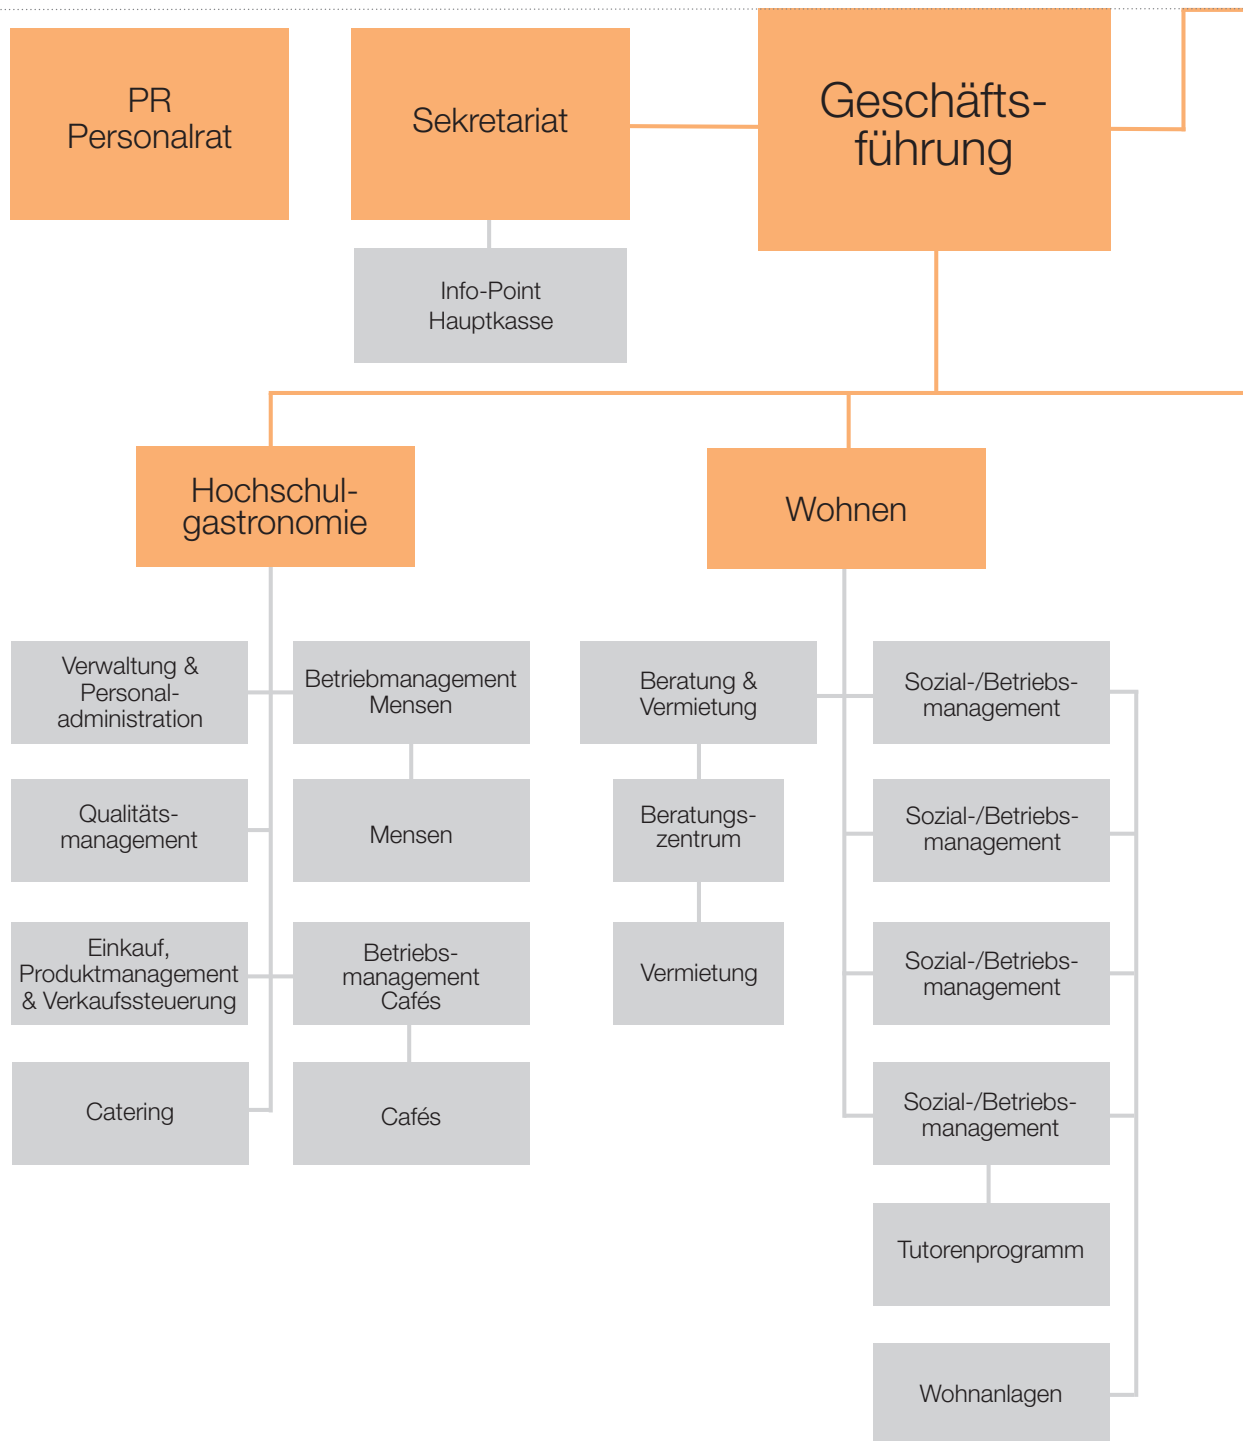 PR
Personalrat
Sekretariat
Geschäfts-
führung
Info-Point
Hauptkasse
Hochschul-
gastronomie
Wohnen
Verwaltung &
Personal-
administration
Betriebmanagement
Mensen
Qualitäts-
management
Mensen
Einkauf,
Produktmanagement
& Verkaufssteuerung
Betriebs-
management
Cafés
Catering
Cafés
Beratung &
Vermietung
Sozial-/Betriebs-
management
Beratungs-
zentrum
Sozial-/Betriebs-
management
Vermietung
Sozial-/Betriebs-
management
Sozial-/Betriebs-
management
Tutorenprogramm
Wohnanlagen